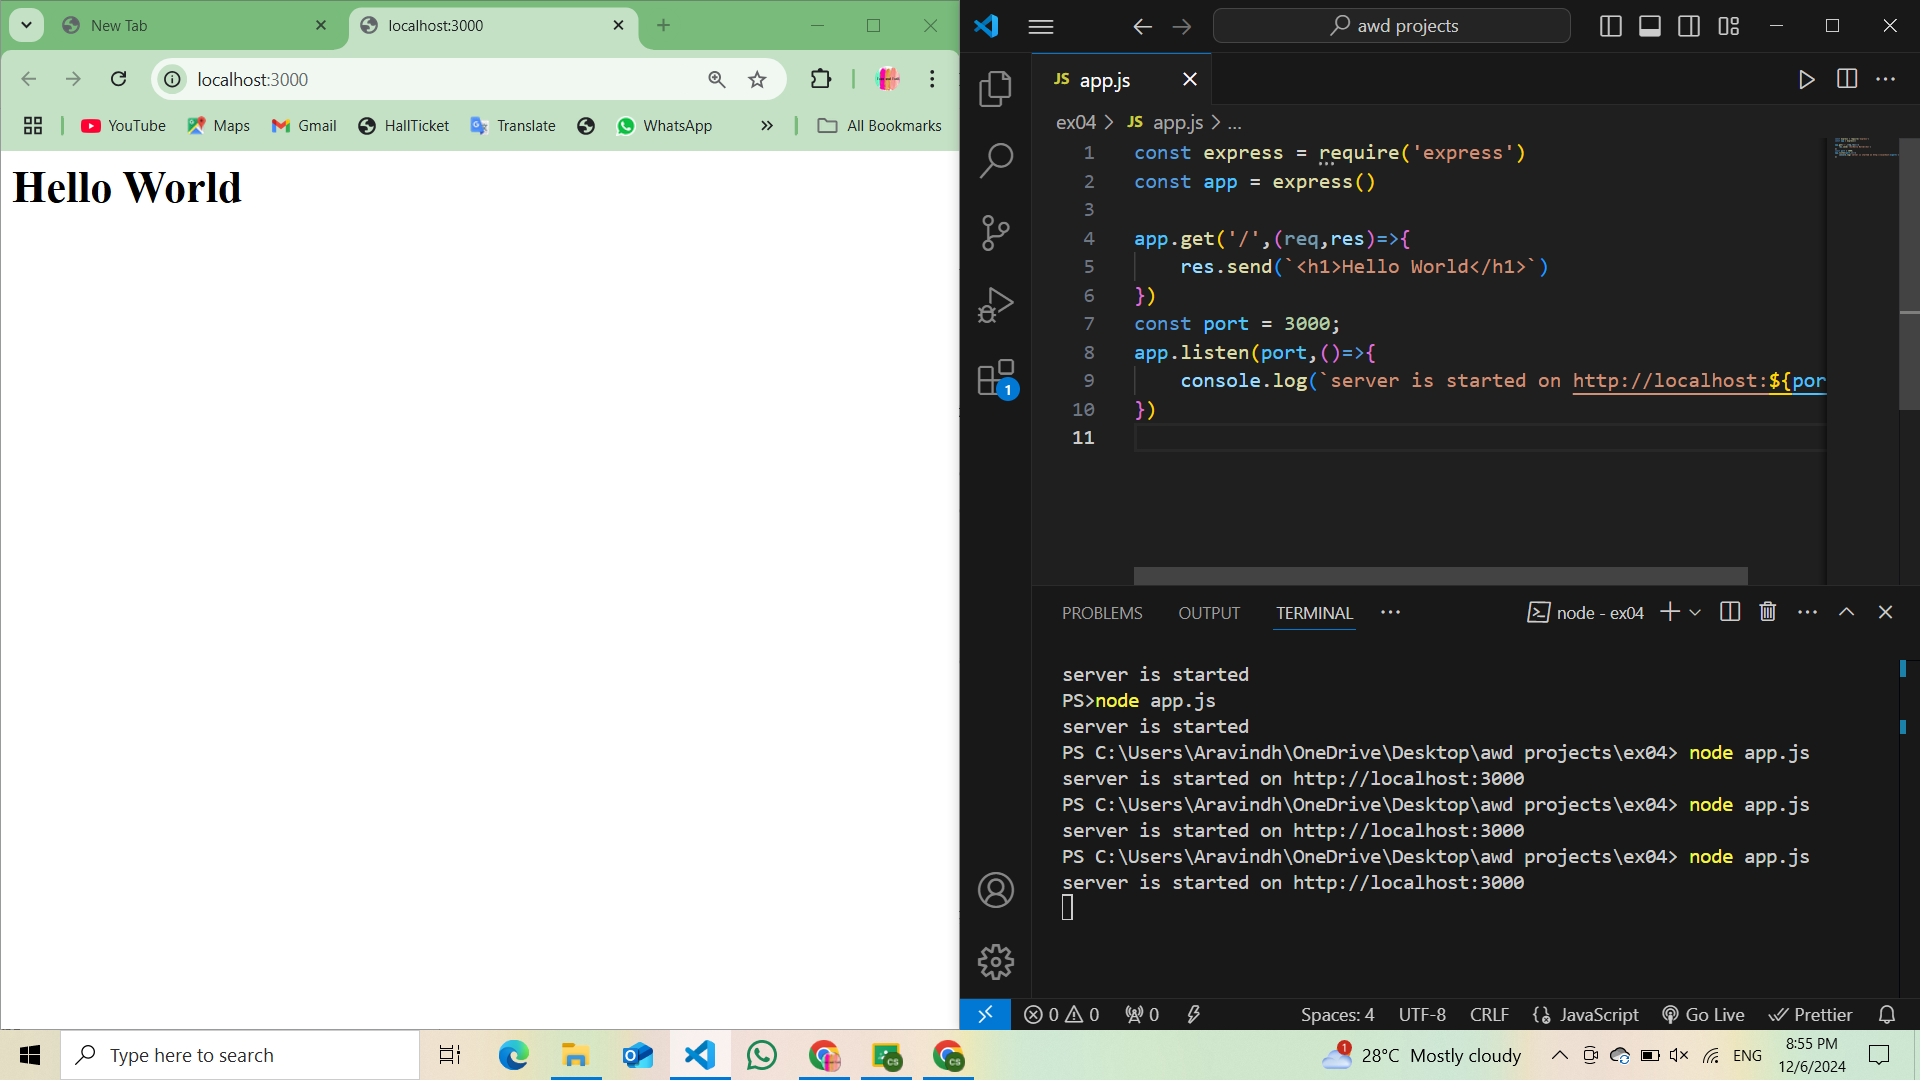 New Tab
localhost:3000
localhost:3000
YouTube
Maps
Gmail
HallTicket
Translate
WhatsApp
All Bookmarks
Hello World
awd projects
JS app.js
ex04 > JS app.js > ...
1 const express = require('express')
2 const app = express()
3
4 app.get('/',(req,res)=>{
5 res.send(`<h1>Hello World</h1>`)
6 })
7 const port = 3000;
8 app.listen(port,()=>{
9 console.log(`server is started on http://localhost:${por
10 })
11
1
PROBLEMS OUTPUT TERMINAL ··· node - ex04
server is started
PS>node app.js
server is started
PS C:\Users\Aravindh\OneDrive\Desktop\awd projects\ex04> node app.js
server is started on http://localhost:3000
PS C:\Users\Aravindh\OneDrive\Desktop\awd projects\ex04> node app.js
server is started on http://localhost:3000
PS C:\Users\Aravindh\OneDrive\Desktop\awd projects\ex04> node app.js
server is started on http://localhost:3000
0 0 0 Spaces: 4 UTF-8 CRLF JavaScript Go Live Prettier
Type here to search
CS
CS
1
28°C Mostly cloudy
ENG
8:55 PM
12/6/2024